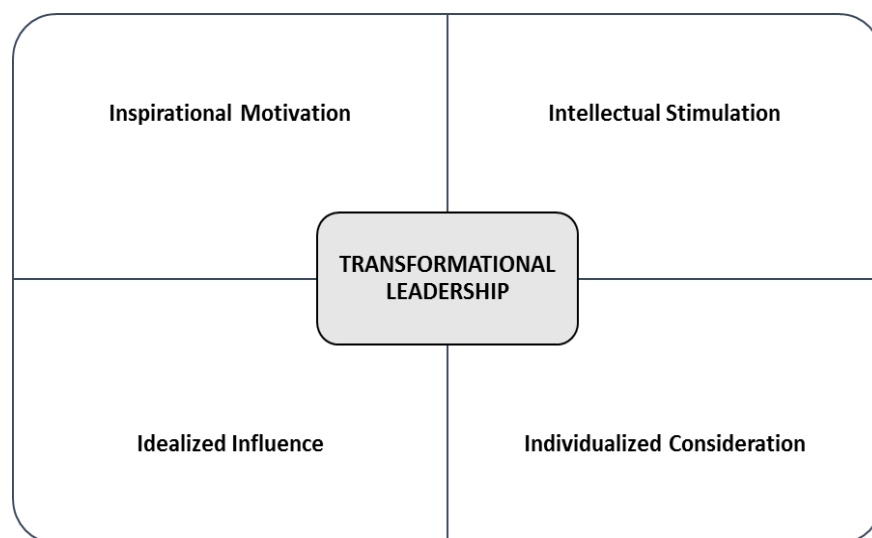 Inspirational Motivation
Intellectual Stimulation
TRANSFORMATIONAL
LEADERSHIP
Idealized Influence
Individualized Consideration